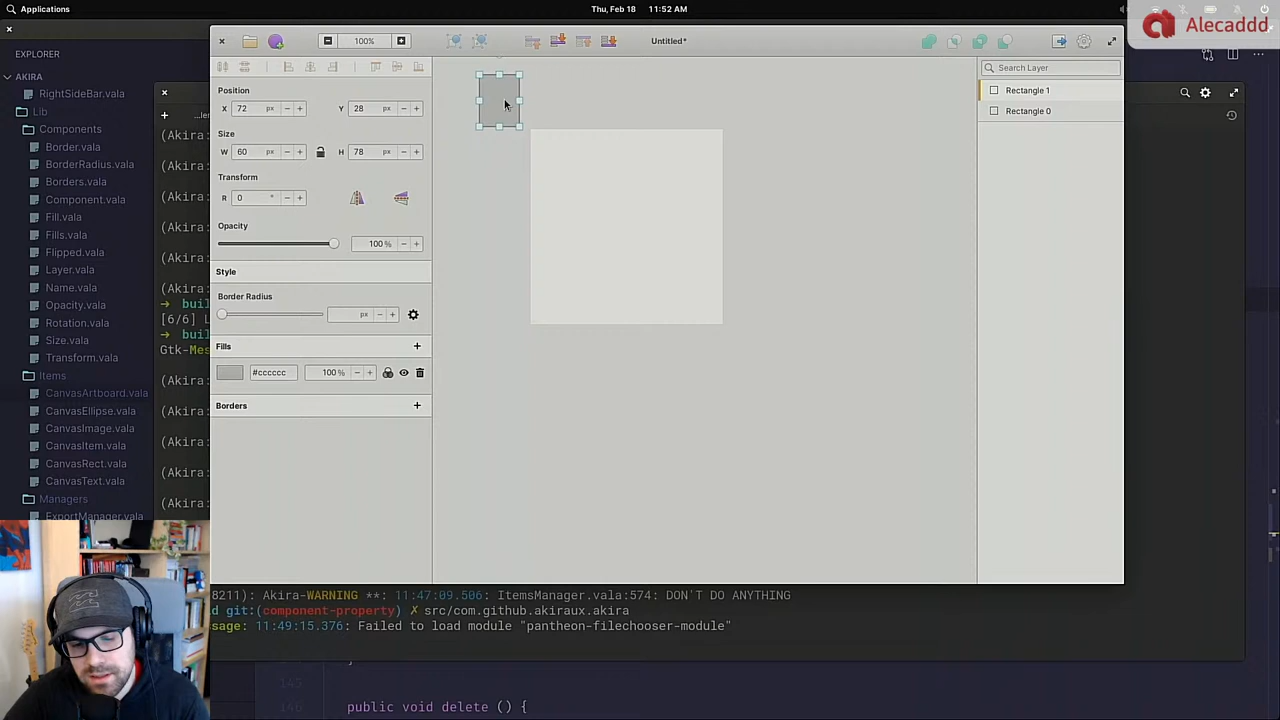 Applications
Thu, Feb 18
11:52 AM
Alecaddd
EXPLORER
AKIRA
RightSideBar.vala
Lib
Components
Border.vala
BorderRadius.vala
Borders.vala
Component.vala
Fill.vala
Fills.vala
Flipped.vala
Layer.vala
Name.vala
Opacity.vala
Rotation.vala
Size.vala
Transform.vala
Items
CanvasArtboard.vala
CanvasEllipse.vala
CanvasImage.vala
CanvasItem.vala
CanvasRect.vala
CanvasText.vala
Managers
ExportManager.vala
...len
(Akira:
(Akira:
(Akira:
(Akira:
(Akira:
→ buil
[6/6] L
→ buil
Gtk-Mes
(Akira:
(Akira:
(Akira:
(Akira:
(Akira:
100%
Untitled*
Position
X 72 px
Y 28 px
Size
W 60 px
H 78 px
Transform
R 0 °
Opacity
100 %
Style
Border Radius
px
Fills
#cccccc 100 %
Borders
Search Layer
Rectangle 1
Rectangle 0
8211): Akira-WARNING **: 11:47:09.506: ItemsManager.vala:574: DON'T DO ANYTHING
d git:(component-property) ✗ src/com.github.akiraux.akira
sage: 11:49:15.376: Failed to load module "pantheon-filechooser-module"
145
146 public void delete () {